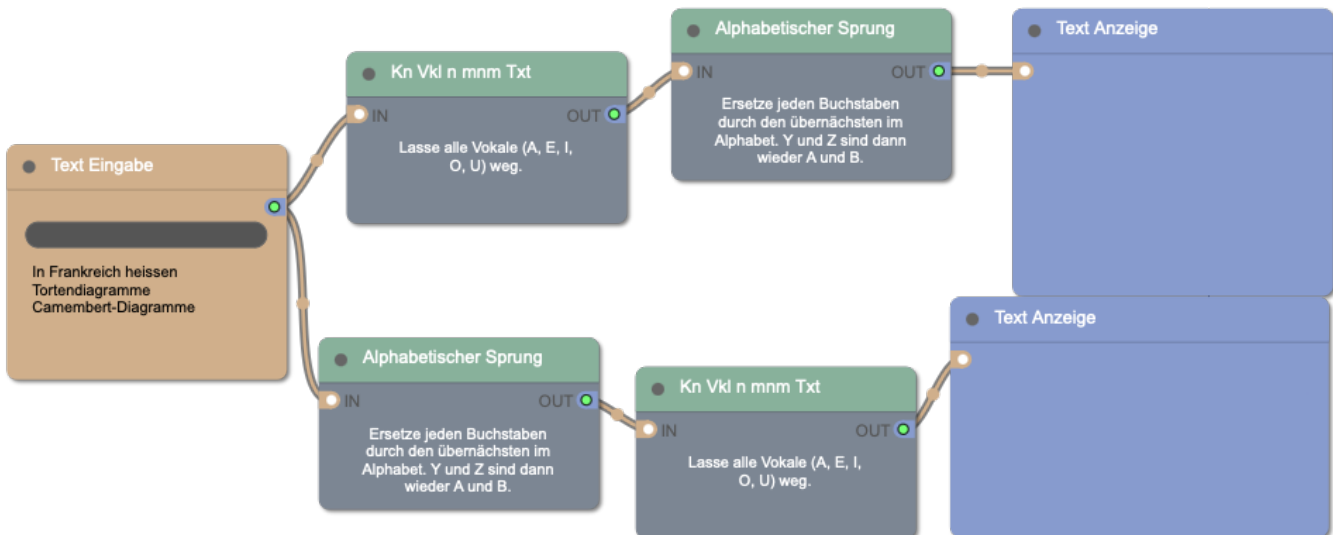 Text Eingabe
In Frankreich heissen
Tortendiagramme
Camembert-Diagramme
Kn Vkl n mnm Txt
IN
OUT
Lasse alle Vokale (A, E, I,
O, U) weg.
Alphabetischer Sprung
IN
OUT
Ersetze jeden Buchstaben
durch den übernächsten im
Alphabet. Y und Z sind dann
wieder A und B.
Text Anzeige
Alphabetischer Sprung
IN
OUT
Ersetze jeden Buchstaben
durch den übernächsten im
Alphabet. Y und Z sind dann
wieder A und B.
Kn Vkl n mnm Txt
IN
OUT
Lasse alle Vokale (A, E, I,
O, U) weg.
Text Anzeige